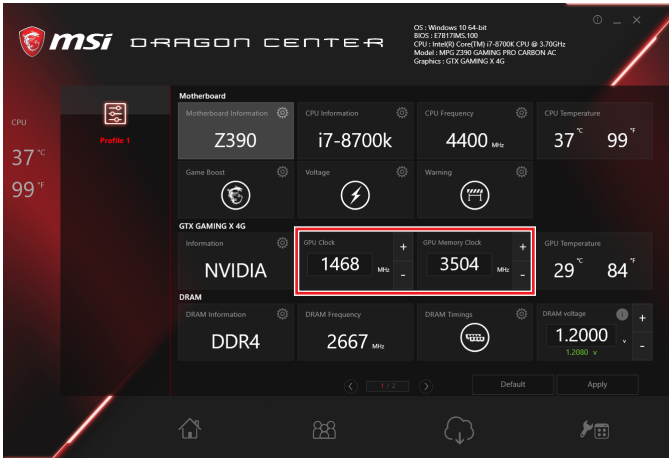 msi DRAGON CENTER
OS : Windows 10 64-bit
BIOS : E7B17IMS.100
CPU : Intel(R) Core(TM) i7-8700K CPU @ 3.70GHz
Model : MPG Z390 GAMING PRO CARBON AC
Graphics : GTX GAMING X 4G
CPU
37 °C
99 °F
Profile 1
Motherboard
Motherboard Information
Z390
CPU Information
i7-8700k
CPU Frequency
4400 MHz
CPU Temperature
37 °C 99 °F
Game Boost
Voltage
Warning
GTX GAMING X 4G
Information
NVIDIA
GPU Clock
+
1468 MHz
-
GPU Memory Clock
+
3504 MHz
-
GPU Temperature
29 °C 84 °F
DRAM
DRAM Information
DDR4
DRAM Frequency
2667 MHz
DRAM Timings
DRAM voltage
+
1.2000 v
-
1.2080 v
1 / 2
Default
Apply